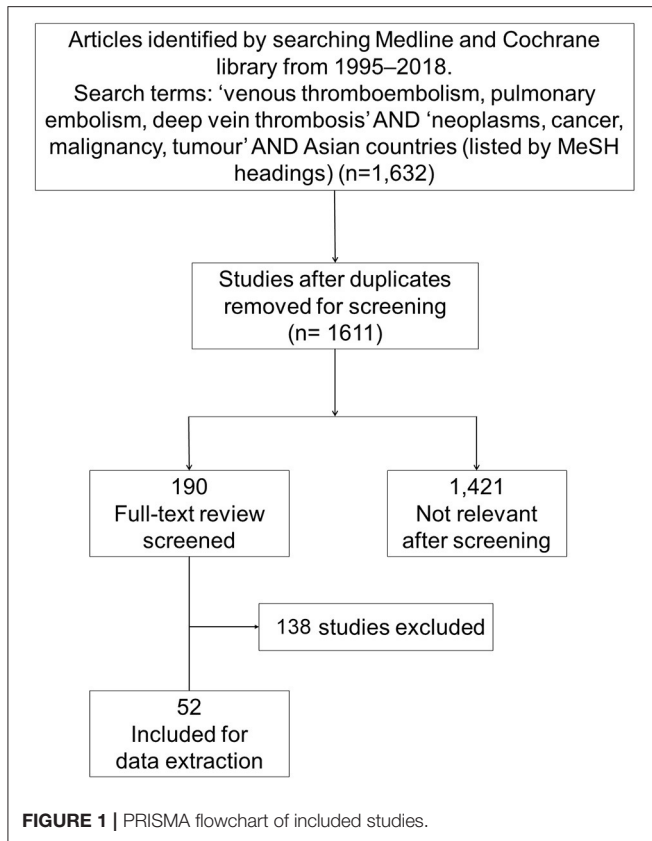 Articles identified by searching Medline and Cochrane
library from 1995–2018.
Search terms: ‘venous thromboembolism, pulmonary
embolism, deep vein thrombosis’ AND ‘neoplasms, cancer,
malignancy, tumour’ AND Asian countries (listed by MeSH
headings) (n=1,632)
Studies after duplicates
removed for screening
(n= 1611)
190
Full-text review
screened
1,421
Not relevant
after screening
138 studies excluded
52
Included for
data extraction
FIGURE 1 | PRISMA flowchart of included studies.